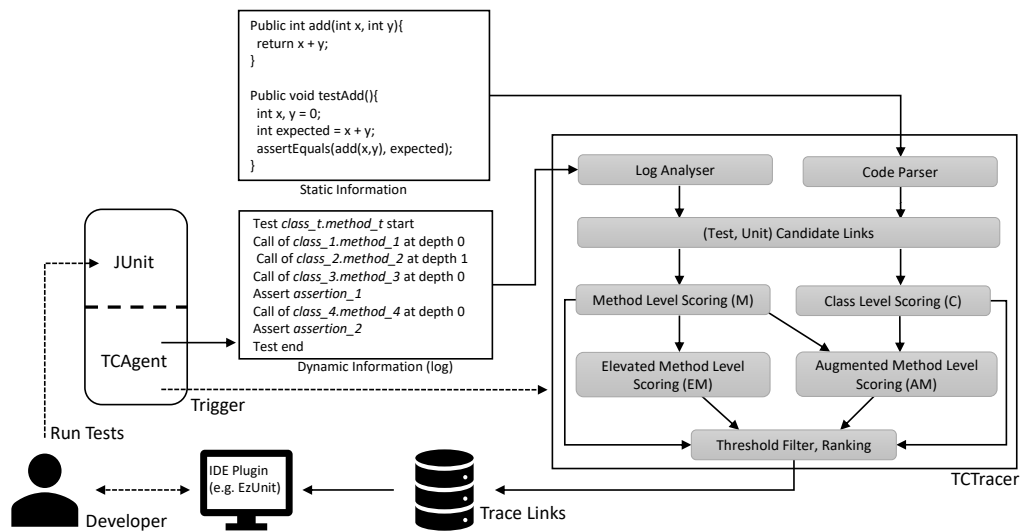 Public int add(int x, int y){
return x + y;
}
Public void testAdd(){
int x, y = 0;
int expected = x + y;
assertEquals(add(x,y), expected);
}
Static Information
Test class_t.method_t start
Call of class_1.method_1 at depth 0
Call of class_2.method_2 at depth 1
Call of class_3.method_3 at depth 0
Assert assertion_1
Call of class_4.method_4 at depth 0
Assert assertion_2
Test end
Dynamic Information (log)
JUnit
TCAgent
Trigger
Run Tests
Log Analyser
Code Parser
(Test, Unit) Candidate Links
Method Level Scoring (M)
Class Level Scoring (C)
Elevated Method Level
Scoring (EM)
Augmented Method Level
Scoring (AM)
Threshold Filter, Ranking
TCTracer
Developer
IDE Plugin
(e.g. EzUnit)
Trace Links